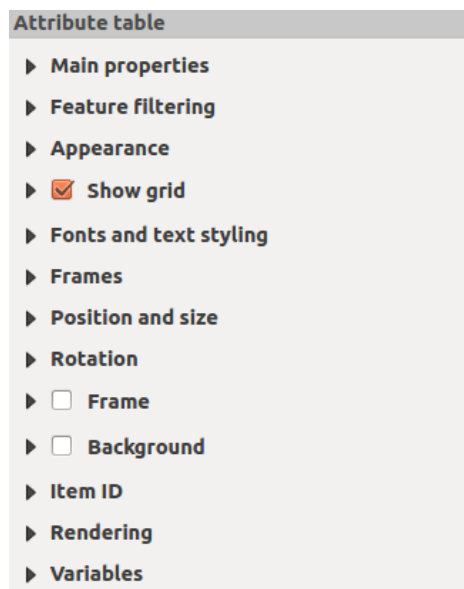 Attribute table
Main properties
Feature filtering
Appearance
Show grid
Fonts and text styling
Frames
Position and size
Rotation
Frame
Background
Item ID
Rendering
Variables